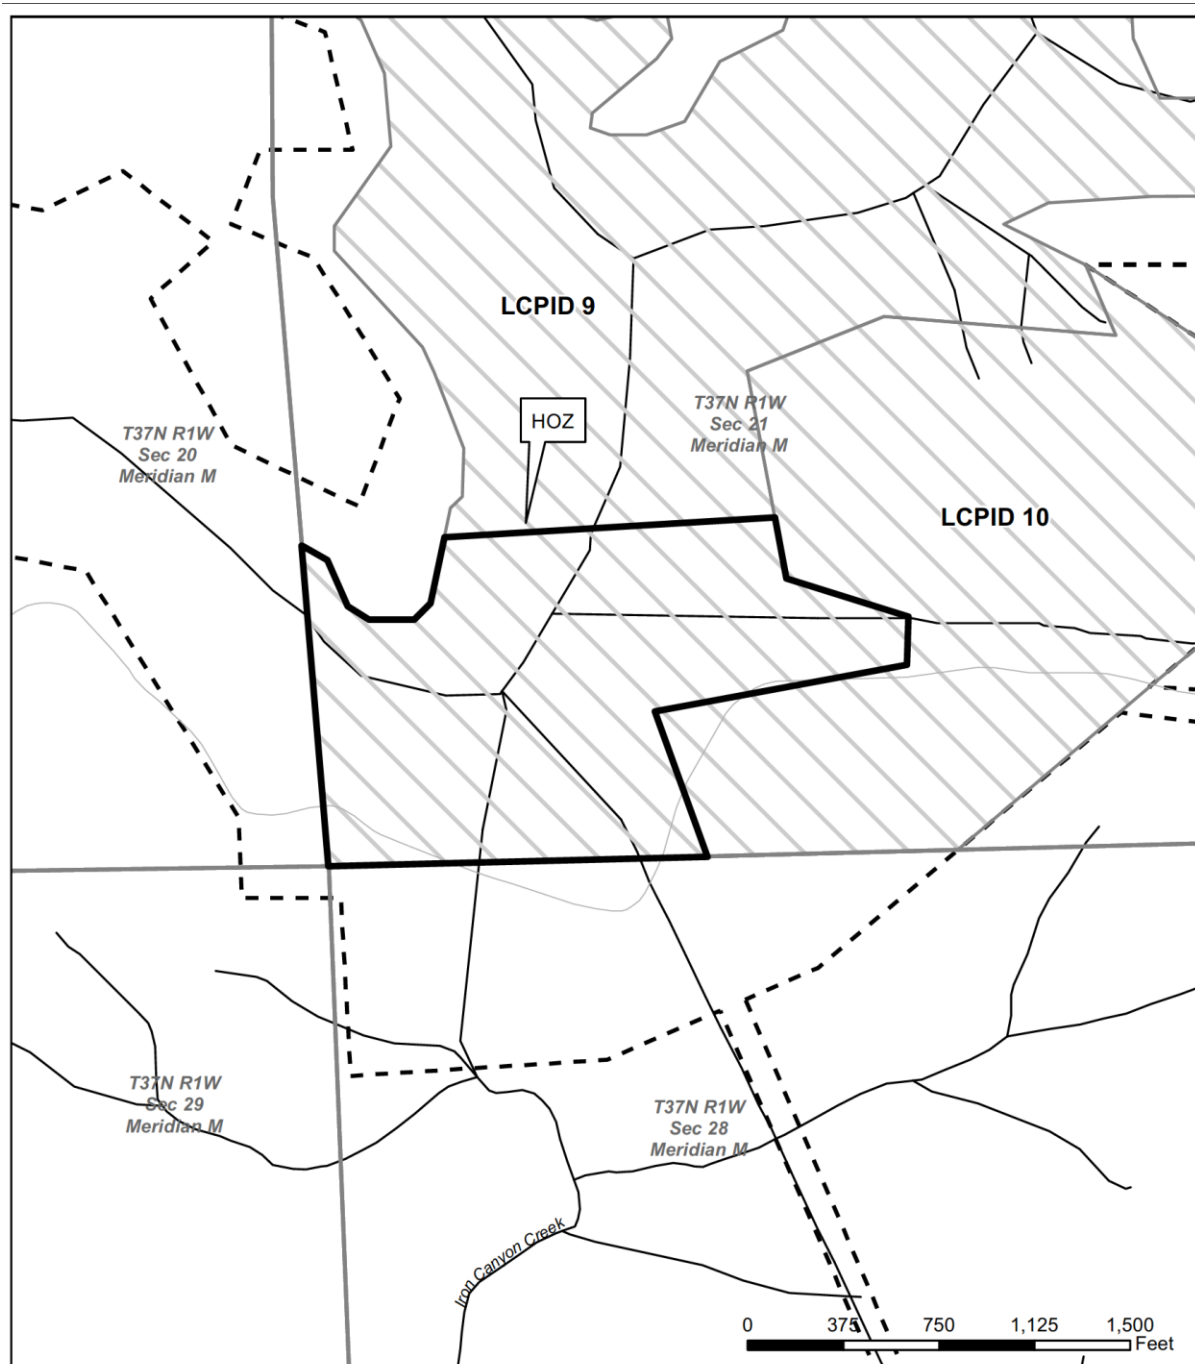 LCPID 9
HOZ
T37N R1W
Sec 21
Meridian M
T37N R1W
Sec 20
Meridian M
LCPID 10
T37N R1W
Sec 29
Meridian M
T37N R1W
Sec 28
Meridian M
Iron Canyon Creek
0 375 750 1,125 1,500
Feet